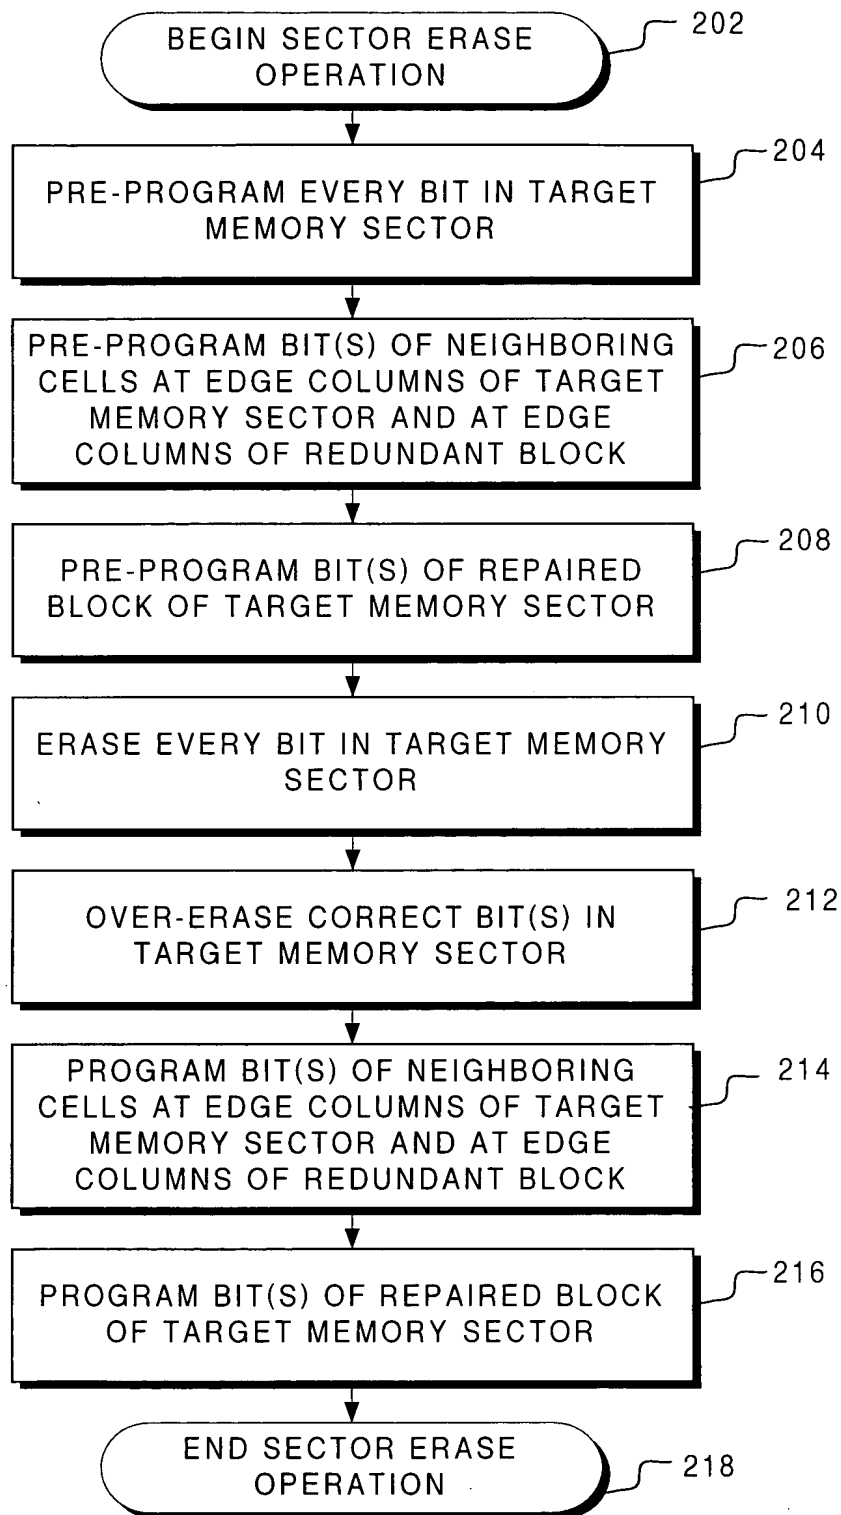 BEGIN SECTOR ERASE
OPERATION
202
PRE-PROGRAM EVERY BIT IN TARGET
MEMORY SECTOR
204
PRE-PROGRAM BIT(S) OF NEIGHBORING
CELLS AT EDGE COLUMNS OF TARGET
MEMORY SECTOR AND AT EDGE
COLUMNS OF REDUNDANT BLOCK
206
PRE-PROGRAM BIT(S) OF REPAIRED
BLOCK OF TARGET MEMORY SECTOR
208
ERASE EVERY BIT IN TARGET MEMORY
SECTOR
210
OVER-ERASE CORRECT BIT(S) IN
TARGET MEMORY SECTOR
212
PROGRAM BIT(S) OF NEIGHBORING
CELLS AT EDGE COLUMNS OF TARGET
MEMORY SECTOR AND AT EDGE
COLUMNS OF REDUNDANT BLOCK
214
PROGRAM BIT(S) OF REPAIRED BLOCK
OF TARGET MEMORY SECTOR
216
END SECTOR ERASE
OPERATION
218